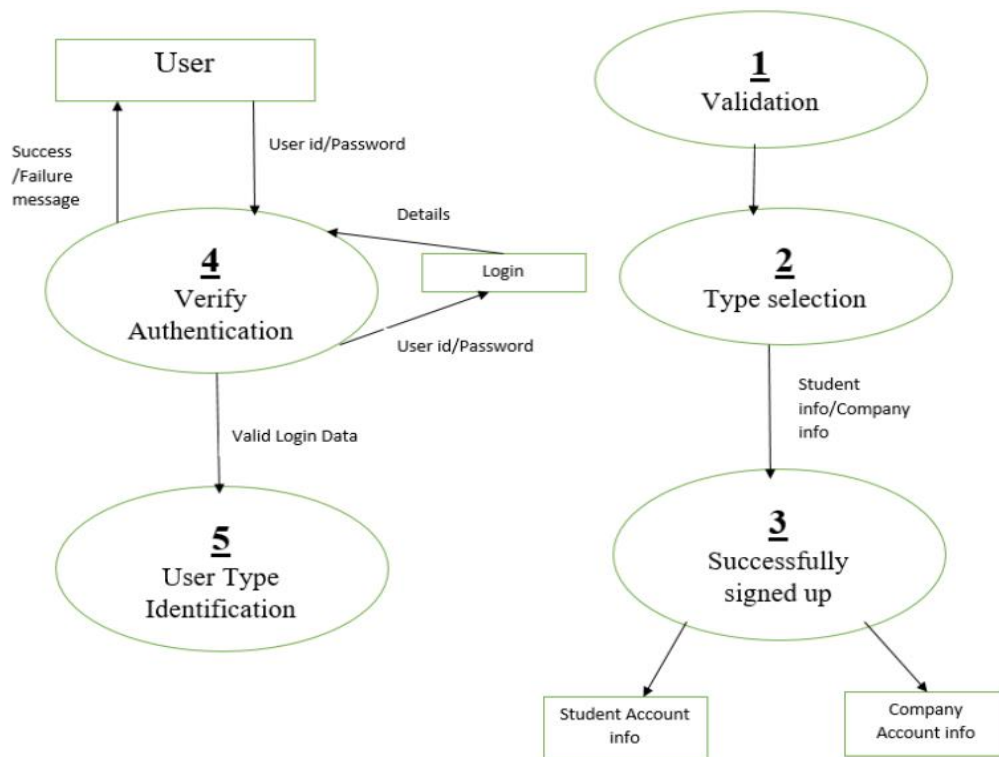 User
Success
/Failure
message
User id/Password
4
Verify
Authentication
Details
Login
User id/Password
Valid Login Data
5
User Type
Identification
1
Validation
2
Type selection
Student
info/Company
info
3
Successfully
signed up
Student Account
info
Company
Account info